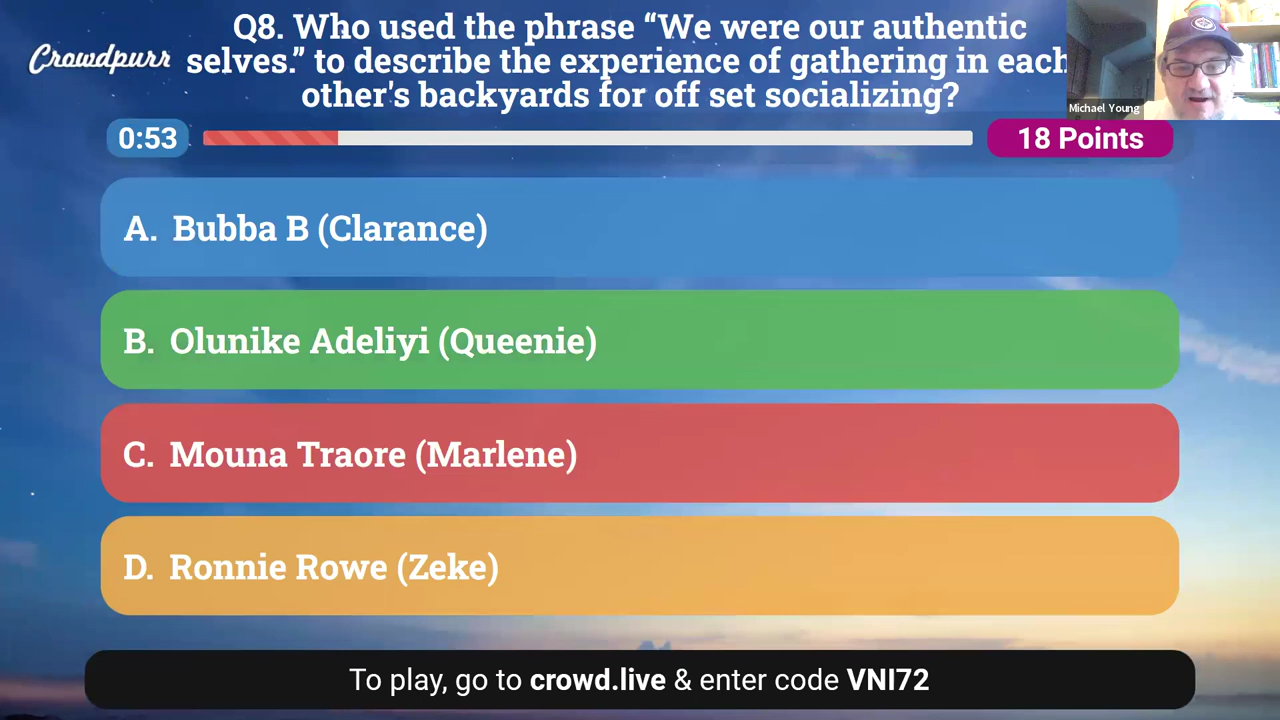 Q8. Who used the phrase “We were our authentic
Crowdpurr
selves.” to describe the experience of gathering in each
other's backyards for off set socializing?
Michael Young
0:53
18 Points
A. Bubba B (Clarance)
B. Olunike Adeliyi (Queenie)
C. Mouna Traore (Marlene)
D. Ronnie Rowe (Zeke)
To play, go to crowd.live & enter code VNI72